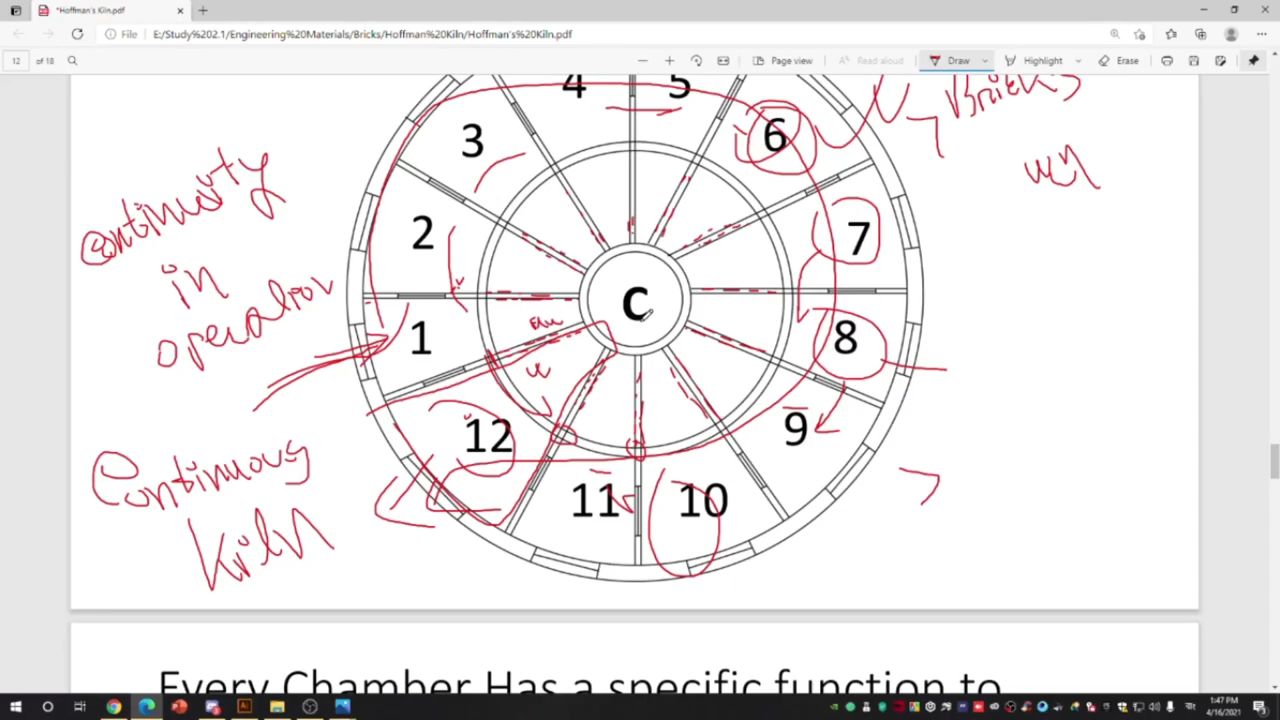 *Hoffman's Kiln.pdf
File
E:/Study%202.1/Engineering%20Materials/Bricks/Hoffman%20Kiln/Hoffman's%20Kiln.pdf
12 of 18
Page view
Read aloud
Draw
Highlight
Erase
4
5
Bricks
3
6
continuity
in
operation
2
7
C
1
8
12
9
11
10
Continuous
Kiln
Every Chamber Has a specific function to
1:47 PM
4/16/2021